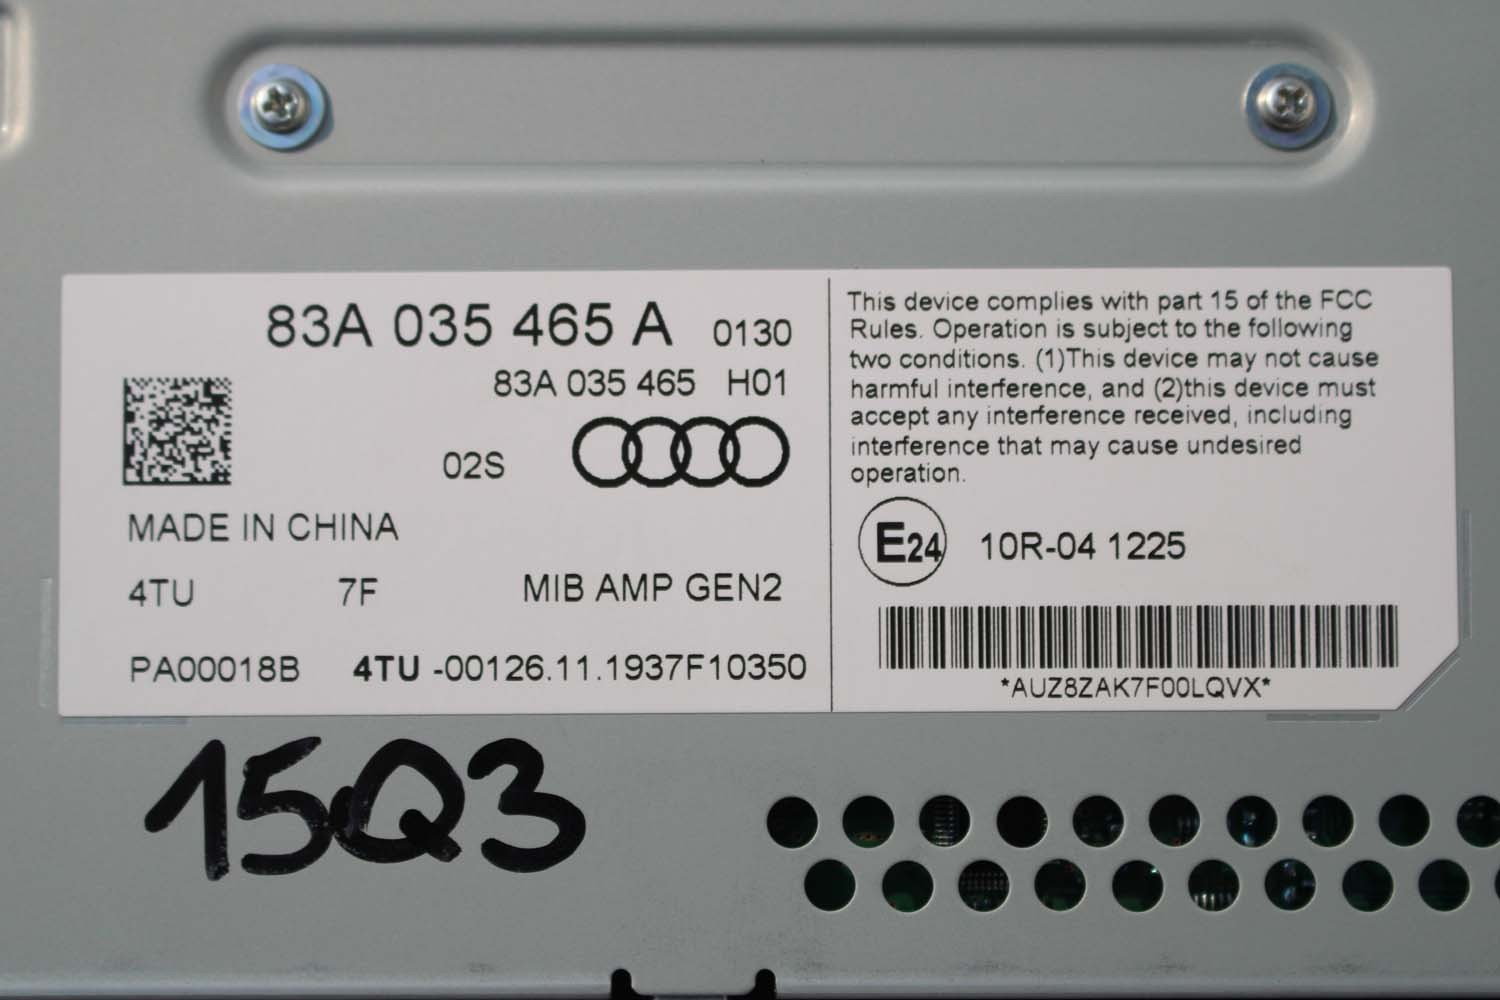 83A 035 465 A 0130
83A 035 465 H01
02S
MADE IN CHINA
4TU 7F MIB AMP GEN2
PA00018B 4TU -00126.11.1937F10350
This device complies with part 15 of the FCC
Rules. Operation is subject to the following
two conditions. (1)This device may not cause
harmful interference, and (2)this device must
accept any interference received, including
interference that may cause undesired
operation.
E24 10R-04 1225
*AUZ8ZAK7F00LQVX*
15Q3